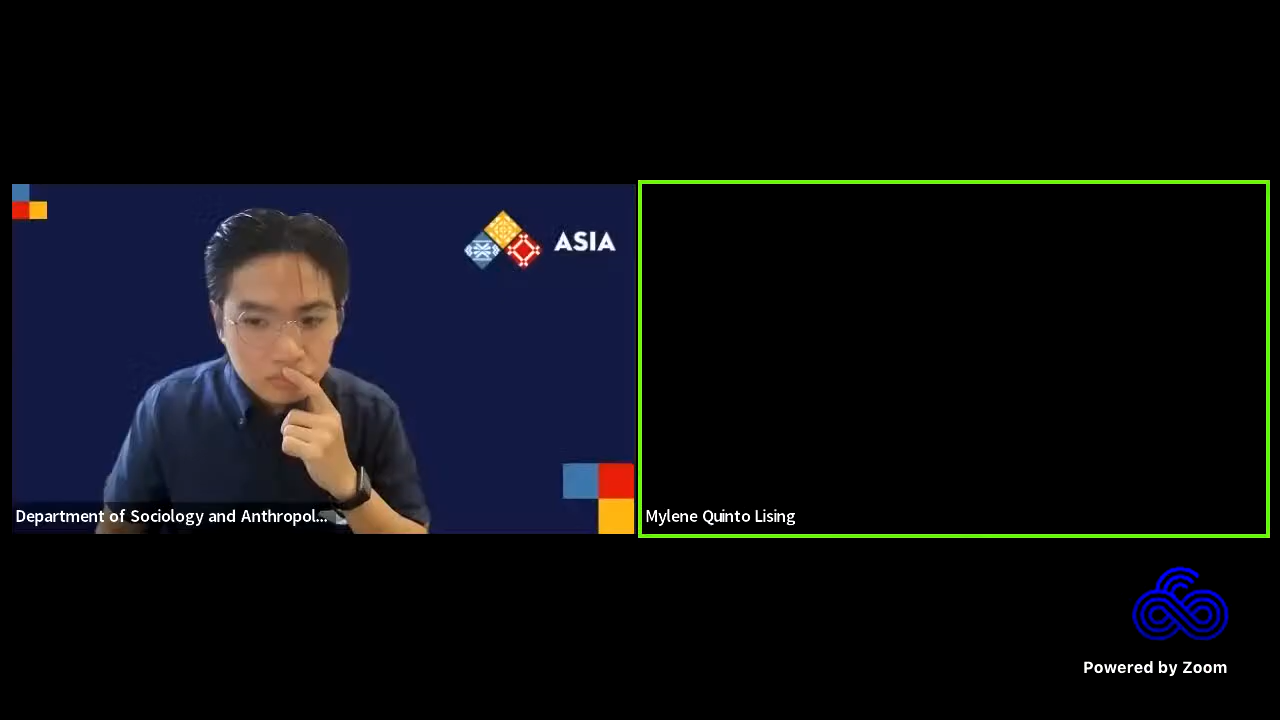 ASIA
Department of Sociology and Anthropol...
Mylene Quinto Lising
Powered by Zoom